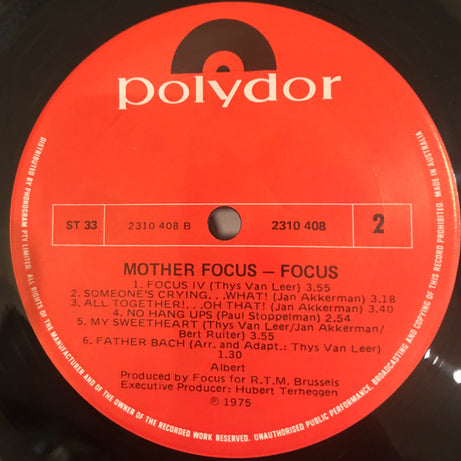 polydor
ST 33
2310 408 B
2310 408
2
MOTHER FOCUS – FOCUS
1. FOCUS IV (Thys Van Leer) 3.55
2. SOMEONE'S CRYING. . .WHAT! (Jan Akkerman) 3.18
3. ALL TOGETHER!. . .OH THAT! (Jan Akkerman) 3.40
4. NO HANG UPS (Paul Stoppelman) 2.54
5. MY SWEETHEART (Thys Van Leer/Jan Akkerman/
Bert Ruiter) 3.55
6. FATHER BACH (Arr. and Adapt.: Thys Van Leer)
1.30
Albert
Produced by Focus for R.T.M. Brussels
Executive Producer: Hubert Terheggen
℗ 1975
DISTRIBUTED BY PHONOGRAM PTY LIMITED. ALL RIGHTS OF THE MANUFACTURER AND OF THE OWNER OF THE RECORDED WORK RESERVED. UNAUTHORISED PUBLIC PERFORMANCE, BROADCASTING AND COPYING OF THIS RECORD PROHIBITED. MADE IN AUSTRALIA